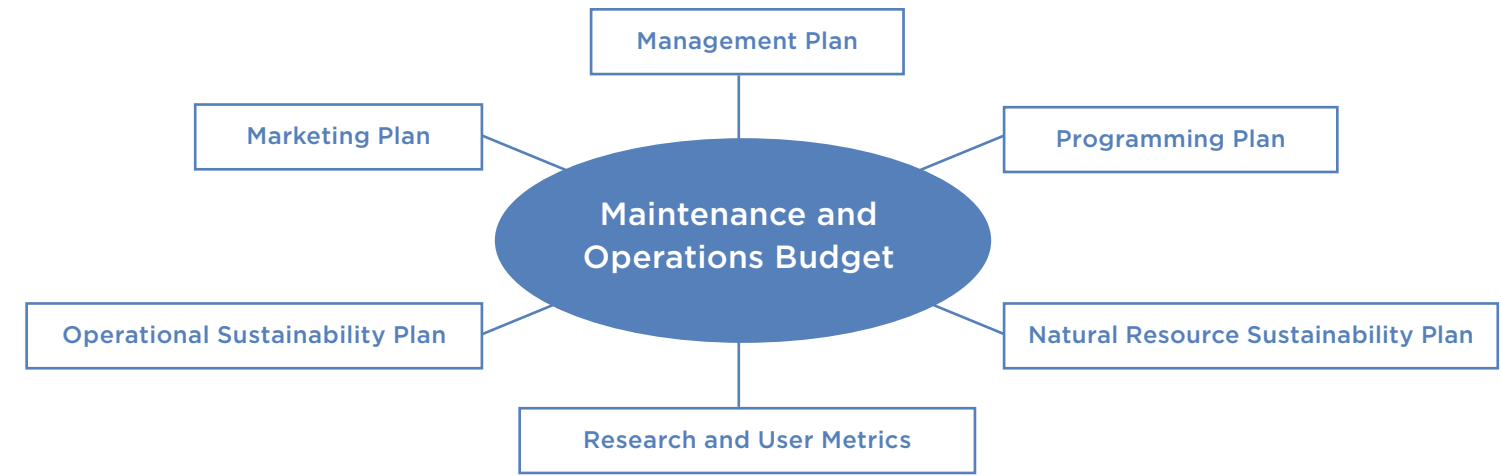 Management Plan
Marketing Plan
Programming Plan
Maintenance and
Operations Budget
Operational Sustainability Plan
Natural Resource Sustainability Plan
Research and User Metrics